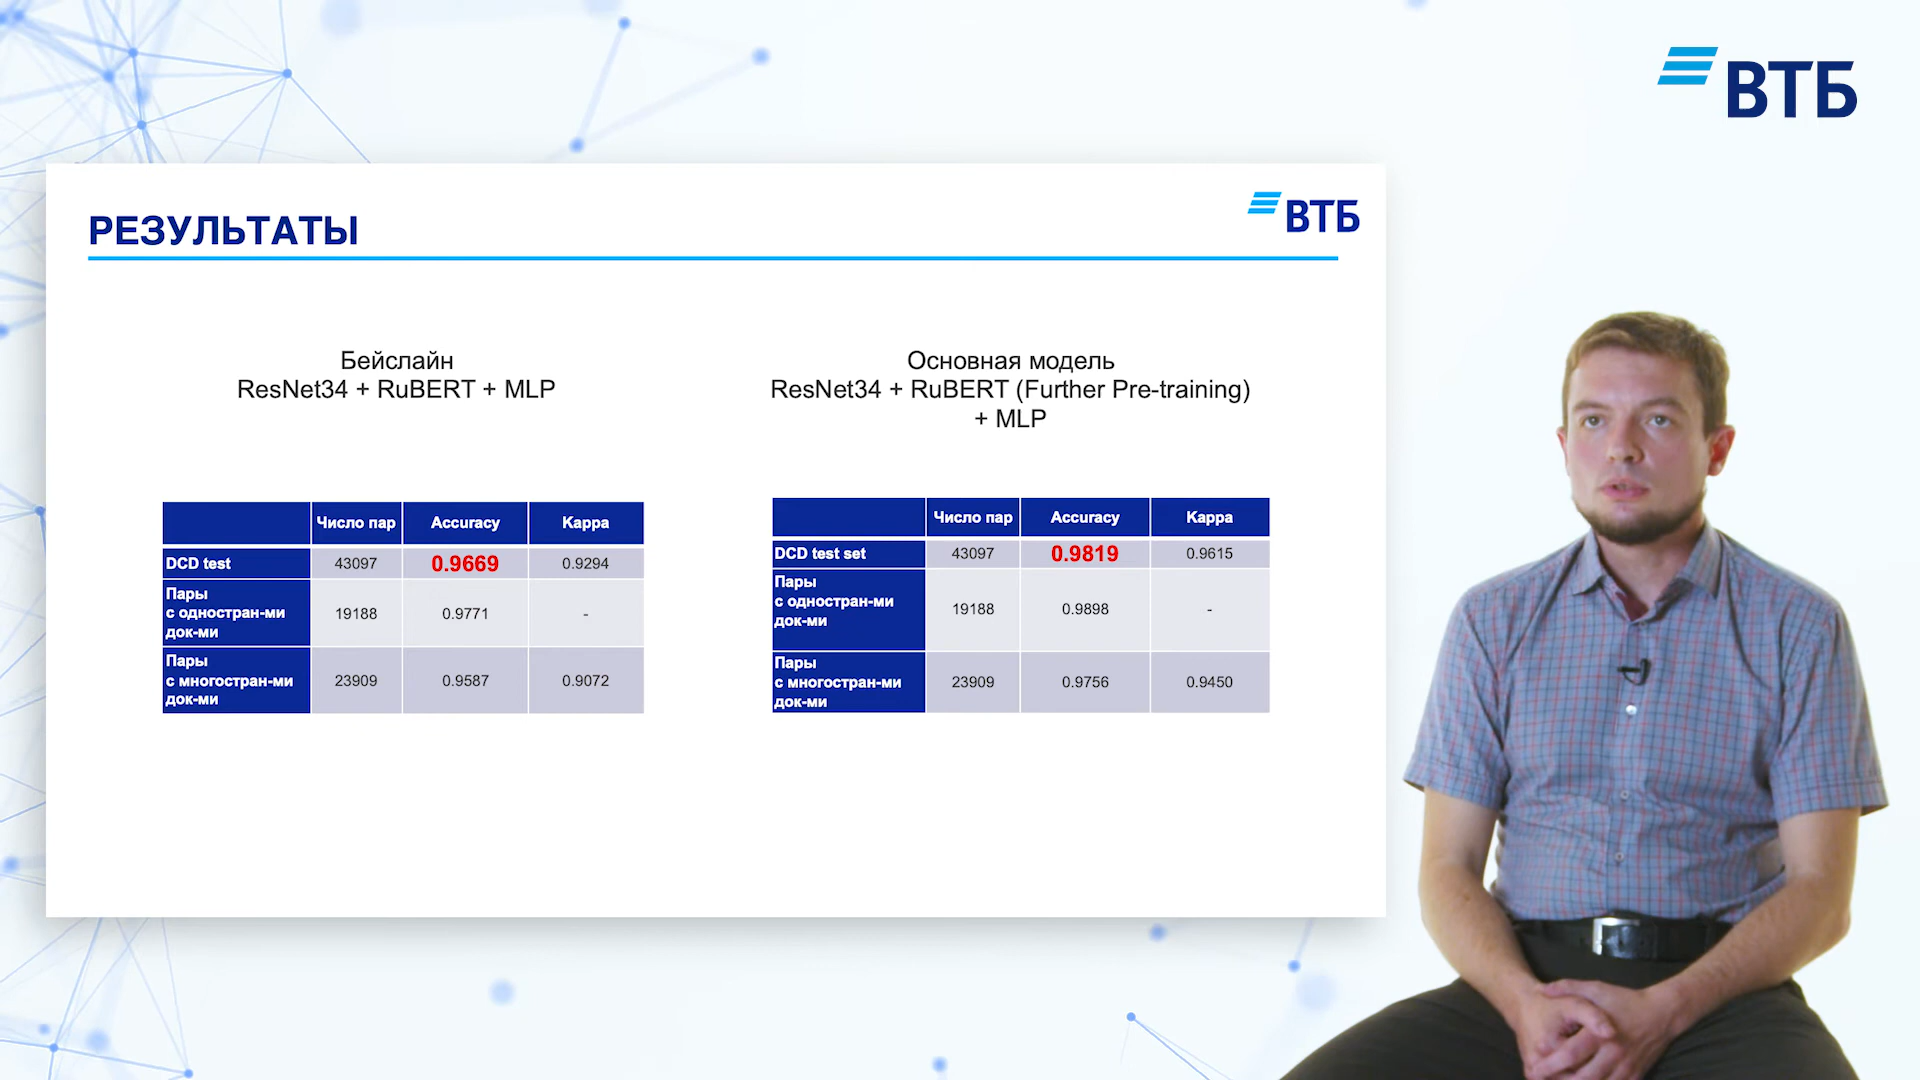 ВТБ
РЕЗУЛЬТАТЫ
ВТБ
Бейслайн
ResNet34 + RuBERT + MLP
Число пар Accuracy Kappa
DCD test 43097 0.9669 0.9294
Пары
с одностран-ми
док-ми
19188 0.9771 -
Пары
с многостран-ми
док-ми
23909 0.9587 0.9072
Основная модель
ResNet34 + RuBERT (Further Pre-training)
+ MLP
Число пар Accuracy Kappa
DCD test set 43097 0.9819 0.9615
Пары
с одностран-ми
док-ми
19188 0.9898 -
Пары
с многостран-ми
док-ми
23909 0.9756 0.9450